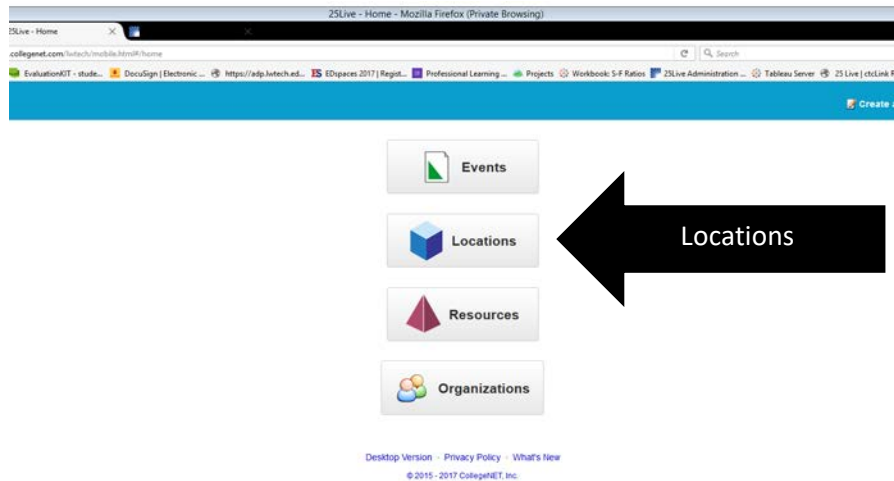 25Live - Home - Mozilla Firefox (Private Browsing)
25Live - Home
.collegenet.com/lwtech/mobile.html#/home
Search
EvaluationKIT - stude... DocuSign | Electronic ... https://adp.lwtech.ed... EDspaces 2017 | Regist... Professional Learning ... Projects Workbook: S-F Ratios 25Live Administration ... Tableau Server 25 Live | ctcLink
Create
Events
Locations
Locations
Resources
Organizations
Desktop Version - Privacy Policy - What's New
© 2015 - 2017 CollegeNET, Inc.